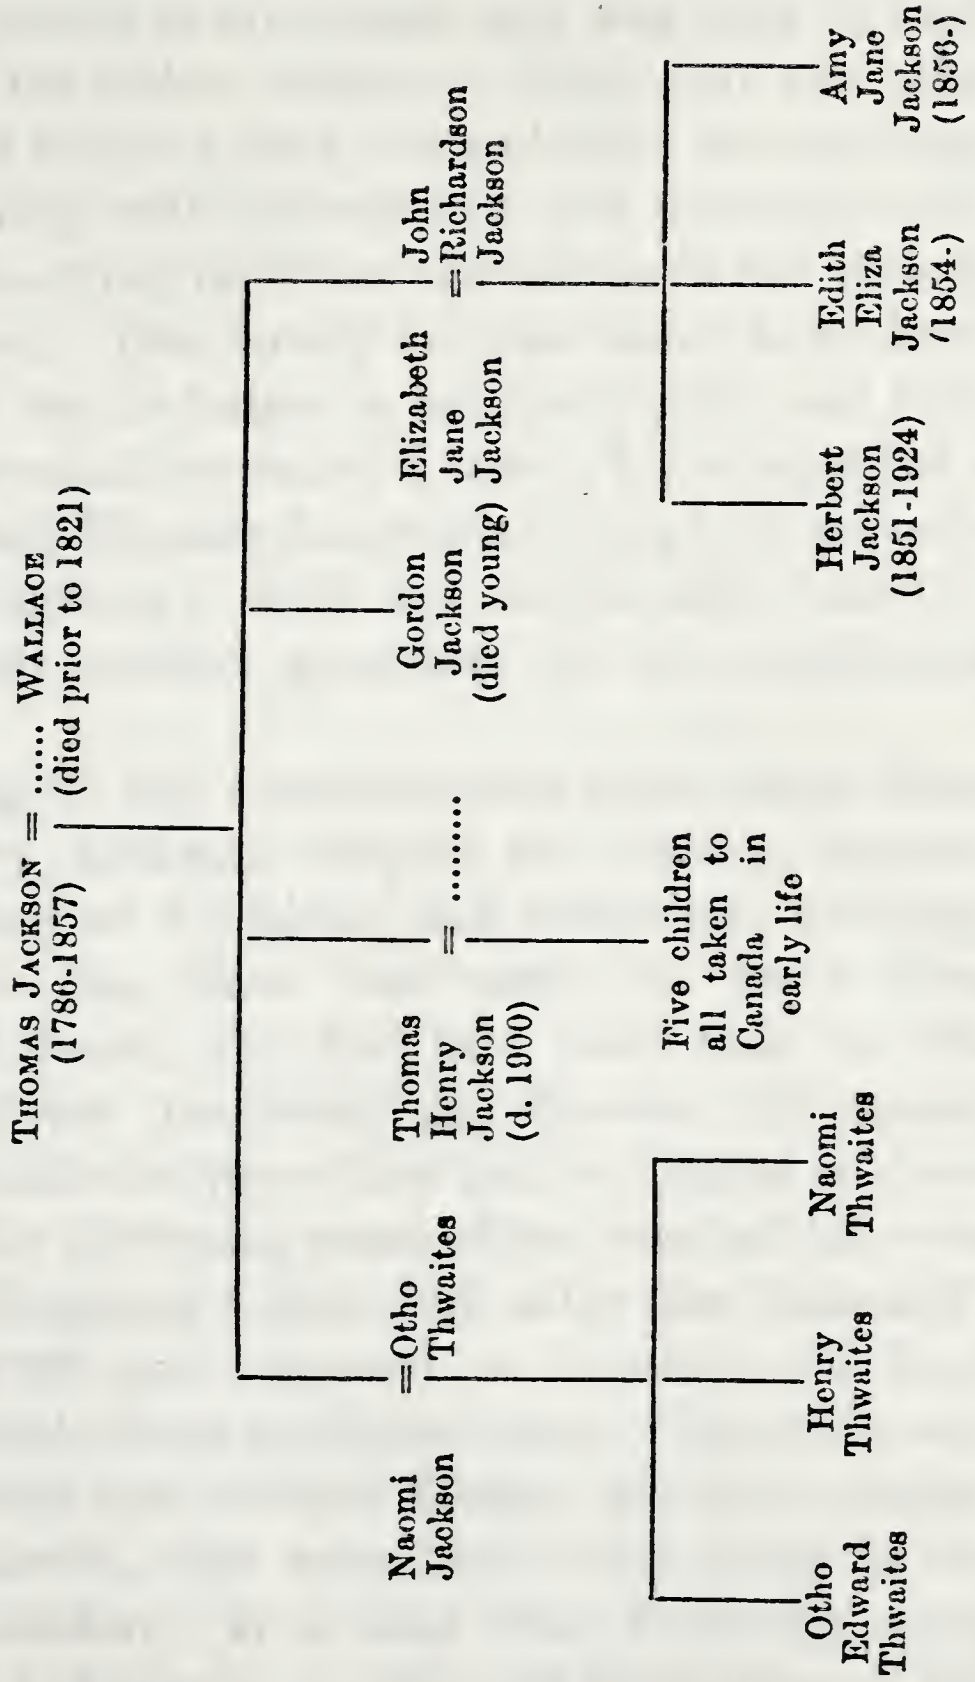 THOMAS JACKSON = ...... WALLACE
(1786-1857)
(died prior to 1821)
Naomi
Jackson
=Otho
Thwaites
Thomas
Henry
Jackson
(d. 1900)
= .........
Gordon
Jackson
(died young)
Elizabeth
Jane
Jackson
John
=Richardson
Jackson
Otho
Edward
Thwaites
Henry
Thwaites
Naomi
Thwaites
Five children
all taken to
Canada in
early life
Herbert
Jackson
(1851-1924)
Edith
Eliza
Jackson
(1854-)
Amy
Jane
Jackson
(1856-)